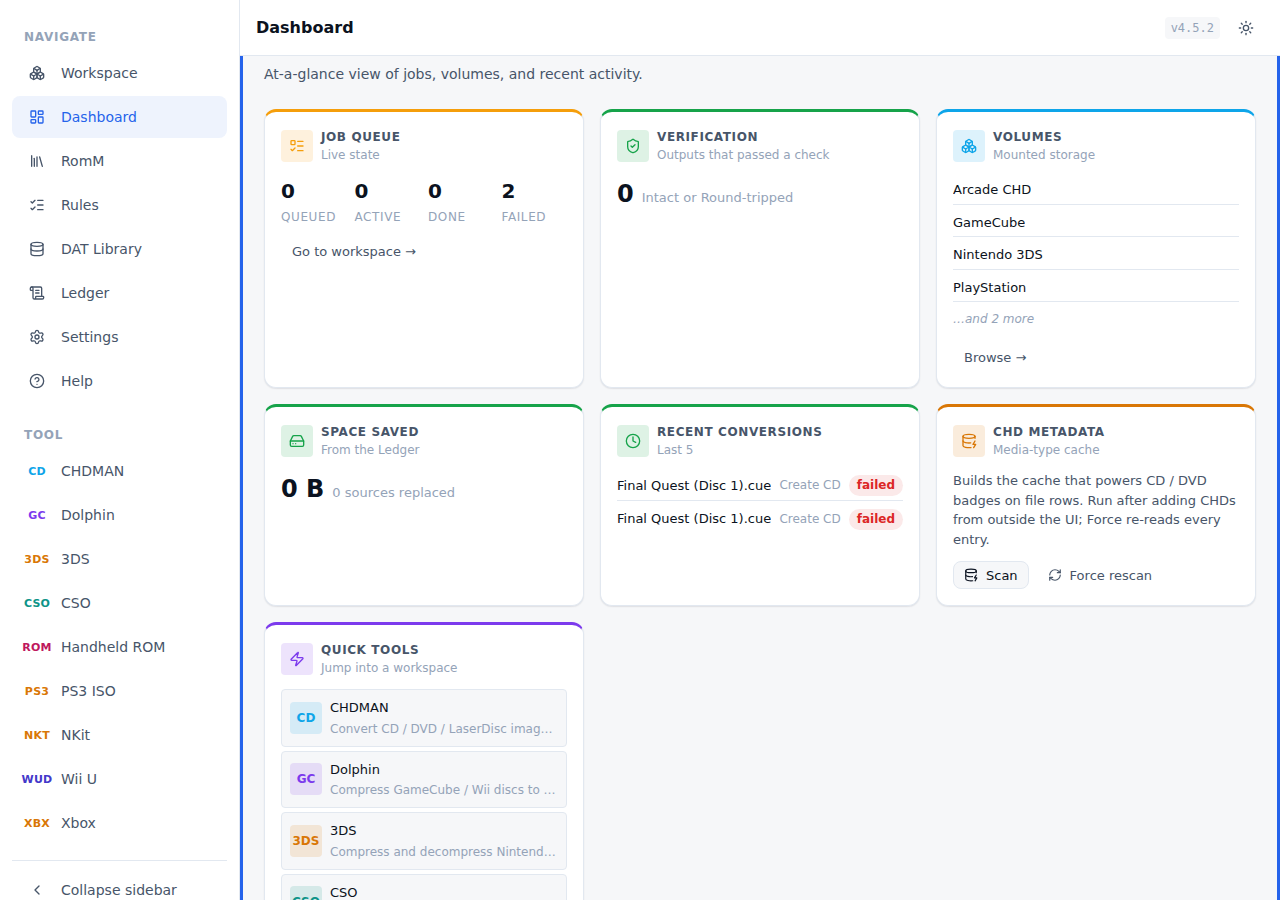 NAVIGATE
Workspace
Dashboard
RomM
Rules
DAT Library
Ledger
Settings
Help
TOOL
CD CHDMAN
GC Dolphin
3DS 3DS
CSO CSO
ROM Handheld ROM
PS3 PS3 ISO
NKT NKit
WUD Wii U
XBX Xbox
Collapse sidebar
Dashboard
v4.5.2
At-a-glance view of jobs, volumes, and recent activity.
JOB QUEUE
Live state
0 0 0 2
QUEUED ACTIVE DONE FAILED
Go to workspace →
VERIFICATION
Outputs that passed a check
0 Intact or Round-tripped
VOLUMES
Mounted storage
Arcade CHD
GameCube
Nintendo 3DS
PlayStation
…and 2 more
Browse →
SPACE SAVED
From the Ledger
0 B 0 sources replaced
RECENT CONVERSIONS
Last 5
Final Quest (Disc 1).cue Create CD failed
Final Quest (Disc 1).cue Create CD failed
CHD METADATA
Media-type cache
Builds the cache that powers CD / DVD
badges on file rows. Run after adding CHDs
from outside the UI; Force re-reads every
entry.
Scan Force rescan
QUICK TOOLS
Jump into a workspace
CD CHDMAN
Convert CD / DVD / LaserDisc imag…
GC Dolphin
Compress GameCube / Wii discs to …
3DS 3DS
Compress and decompress Nintend…
CSO CSO